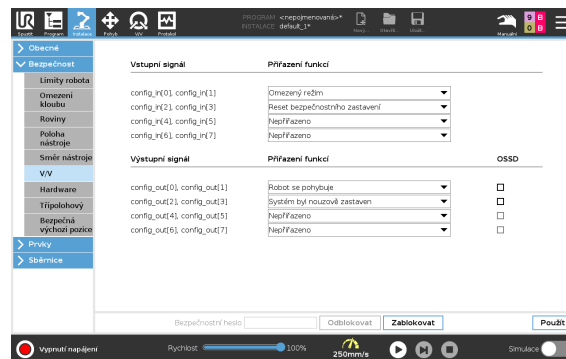 UR
PROGRAM <nepojmenovaná>*
INSTALACE default_1*
Spustit Program Instalace Pohyb V/V Protokol
Nový... Otevřít... Uložit...
Manuální
9 B
0 B
Obecné
Bezpečnost
Limity robota
Omezení
kloubu
Roviny
Poloha
nástroje
Směr nástroje
V/V
Hardware
Třípolohový
Bezpečná
výchozí pozice
Prvky
Sběrnice
Vstupní signál Přiřazení funkcí
config_in[0], config_in[1] Omezený režim
config_in[2], config_in[3] Reset bezpečnostního zastavení
config_in[4], config_in[5] Nepřiřazeno
config_in[6], config_in[7] Nepřiřazeno
Výstupní signál Přiřazení funkcí OSSD
config_out[0], config_out[1] Robot se pohybuje
config_out[2], config_out[3] Systém byl nouzově zastaven
config_out[4], config_out[5] Nepřiřazeno
config_out[6], config_out[7] Nepřiřazeno
Bezpečnostní heslo Odblokovat Zablokovat Použít
Vypnutí napájení Rychlost 100% 250mm/s Simulace